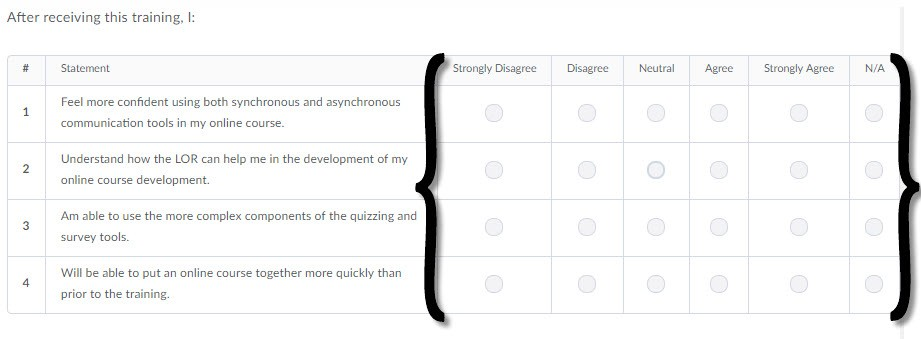 After receiving this training, I:
# Statement Strongly Disagree Disagree Neutral Agree Strongly Agree N/A
1 Feel more confident using both synchronous and asynchronous
communication tools in my online course.
2 Understand how the LOR can help me in the development of my
online course development.
3 Am able to use the more complex components of the quizzing and
survey tools.
4 Will be able to put an online course together more quickly than
prior to the training.